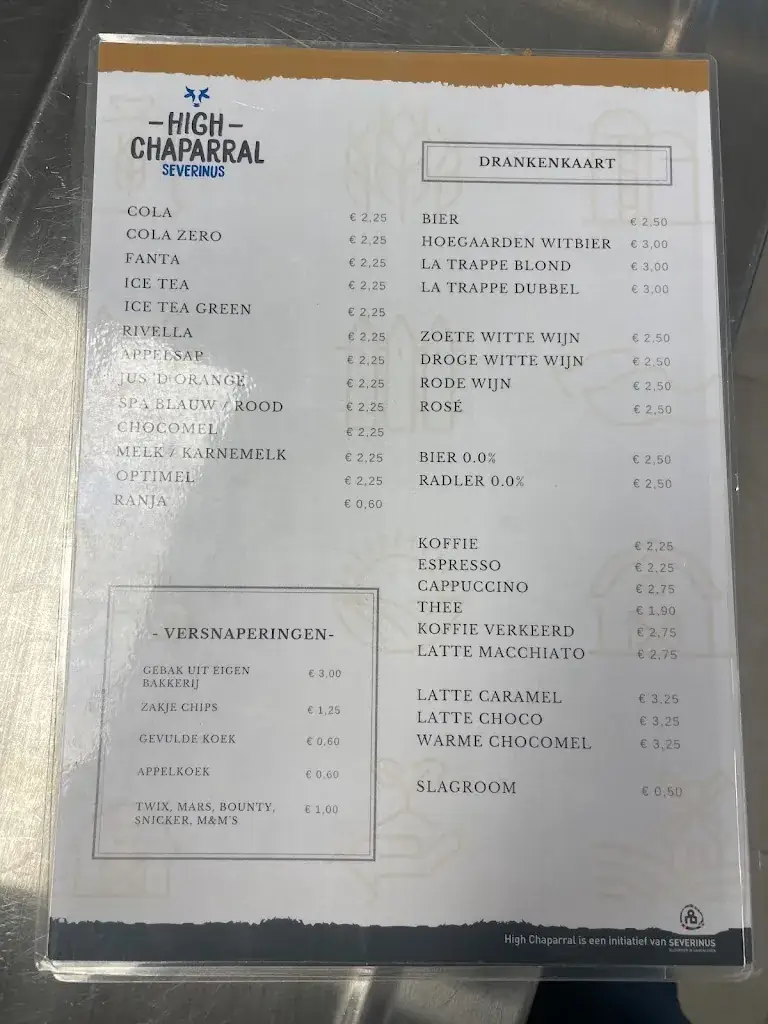 -HIGH-
CHAPARRAL
SEVERINUS
COLA € 2,25
COLA ZERO € 2,25
FANTA € 2,25
ICE TEA € 2,25
ICE TEA GREEN € 2,25
RIVELLA € 2,25
APPELSAP € 2,25
JUS 'D ORANGE € 2,25
SPA BLAUW / ROOD € 2,25
CHOCOMEL € 2,25
MELK / KARNEMELK € 2,25
OPTIMEL € 2,25
RANJA € 0,60
- VERSNAPERINGEN-
GEBAK UIT EIGEN € 3,00
BAKKERIJ
ZAKJE CHIPS € 1,25
GEVULDE KOEK € 0,60
APPELKOEK € 0,60
TWIX, MARS, BOUNTY, € 1,00
SNICKER, M&M'S
DRANKENKAART
BIER € 2,50
HOEGAARDEN WITBIER € 3,00
LA TRAPPE BLOND € 3,00
LA TRAPPE DUBBEL € 3,00
ZOETE WITTE WIJN € 2,50
DROGE WITTE WIJN € 2,50
RODE WIJN € 2,50
ROSÉ € 2,50
BIER 0.0% € 2,50
RADLER 0.0% € 2,50
KOFFIE € 2,25
ESPRESSO € 2,25
CAPPUCCINO € 2,75
THEE € 1,90
KOFFIE VERKEERD € 2,75
LATTE MACCHIATO € 2,75
LATTE CARAMEL € 3,25
LATTE CHOCO € 3,25
WARME CHOCOMEL € 3,25
SLAGROOM € 0,50
High Chaparral is een initiatief van SEVERINUS